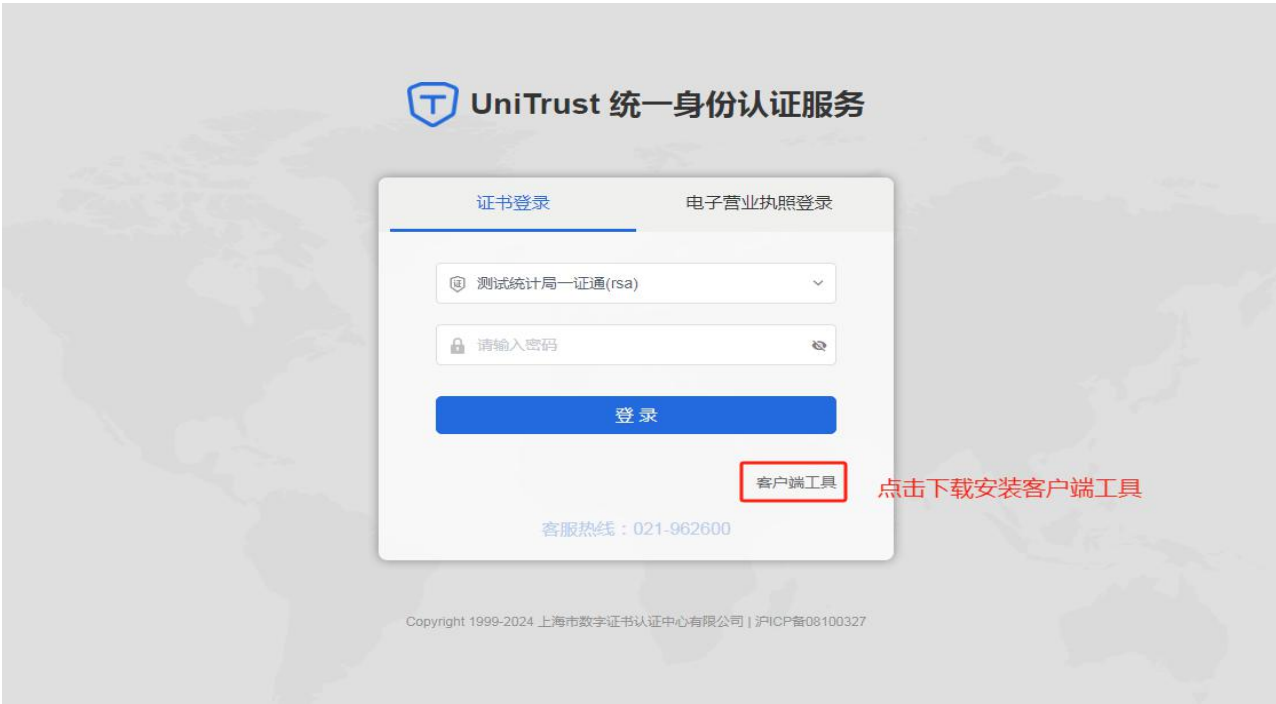 UniTrust 统一身份认证服务
证书登录 电子营业执照登录
测试统计局一证通(rsa)
请输入密码
登 录
客户端工具 点击下载安装客户端工具
客服热线：021-962600
Copyright 1999-2024 上海市数字证书认证中心有限公司 | 沪ICP备08100327